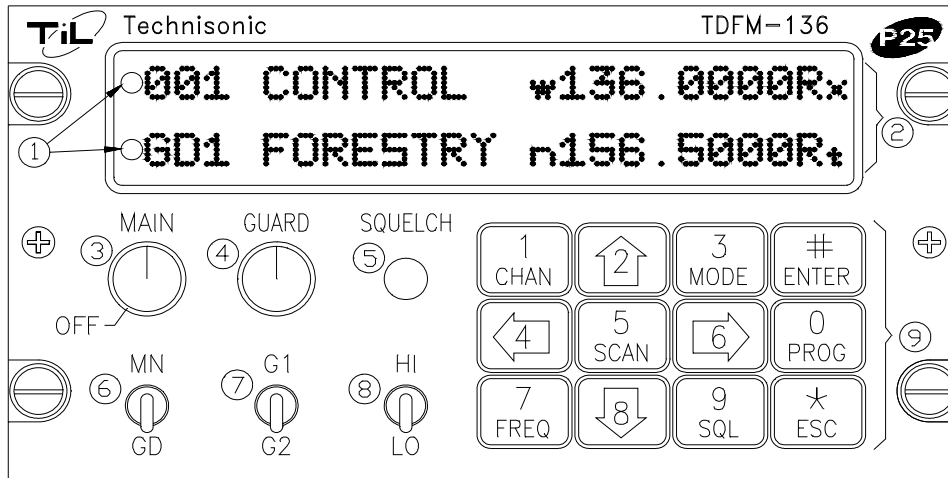 TiL Technisonic TDFM-136 P25
001 CONTROL w136.0000Rx
GD1 FORESTRY n156.5000Rt
1 2
MAIN GUARD SQUELCH
3 4 5
OFF
1 CHAN 2 3 MODE # ENTER
4 5 SCAN 6 0 PROG
7 FREQ 8 9 SQL * ESC
9
MN G1 HI
6 7 8
GD G2 LO